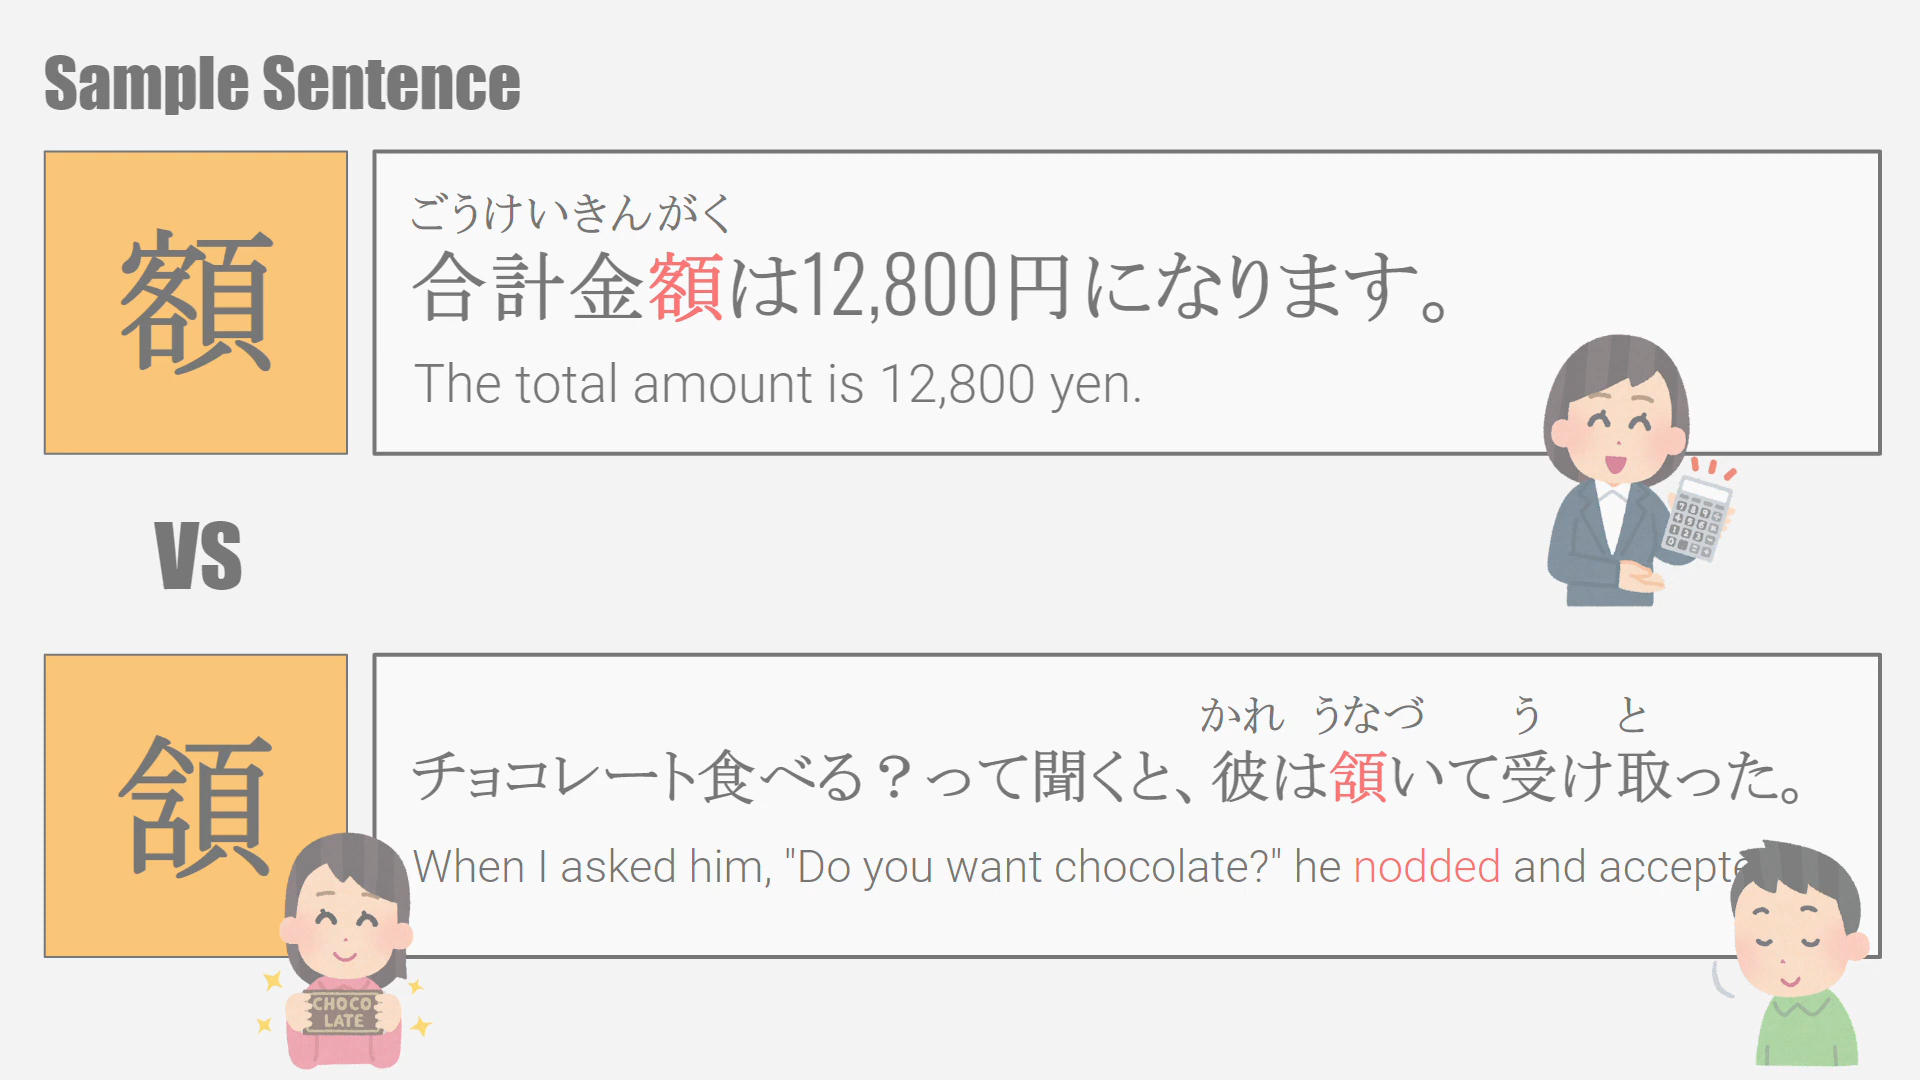 Sample Sentence
額
ごうけいきんがく
合計金額は12,800円になります。
The total amount is 12,800 yen.
VS
頷
かれ うなづ う と
チョコレート食べる？って聞くと、彼は頷いて受け取った。
When I asked him, "Do you want chocolate?" he nodded and accepte
CHOCO
LATE